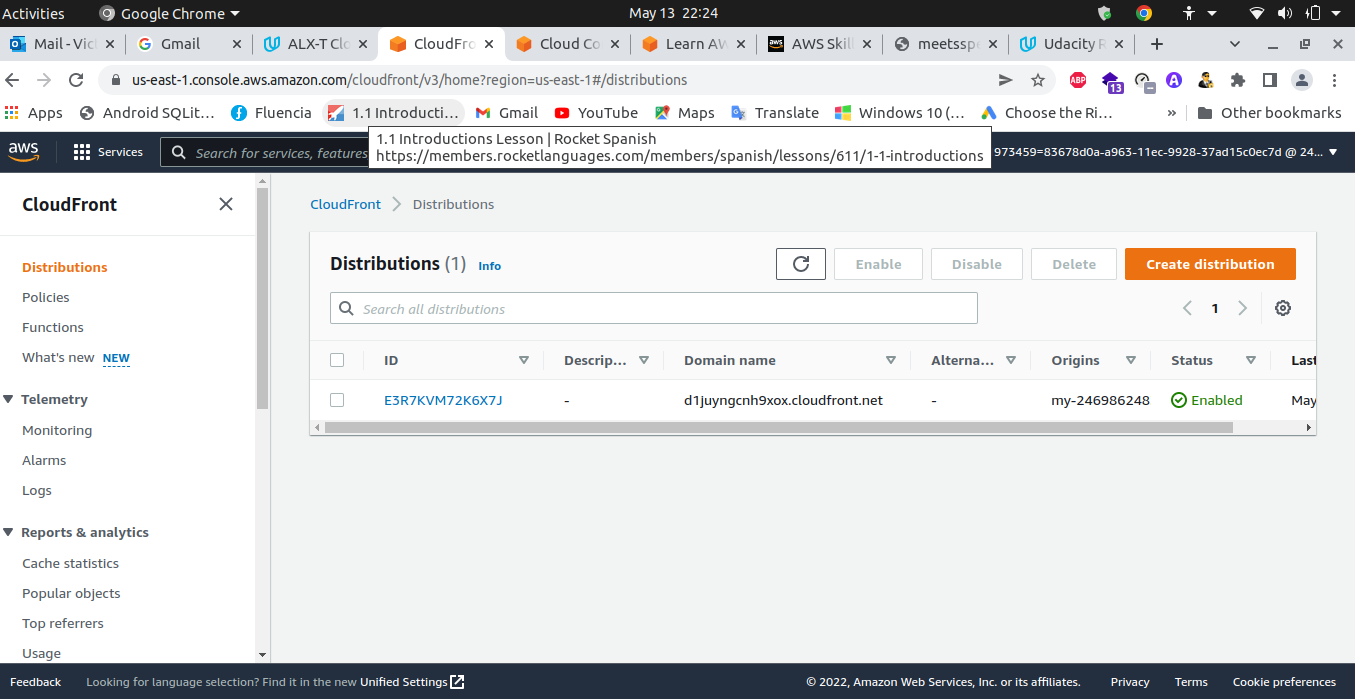 Activities Google Chrome May 13 22:24
Mail - Vic Gmail ALX-T Clo CloudFro Cloud Co Learn AW AWS Skil meetsspe Udacity R
us-east-1.console.aws.amazon.com/cloudfront/v3/home?region=us-east-1#/distributions ABP 13
Apps Android SQLit... Fluencia 1.1 Introducti... Gmail YouTube Maps Translate Windows 10 (... Choose the Ri... » Other bookmarks
1.1 Introductions Lesson | Rocket Spanish
https://members.rocketlanguages.com/members/spanish/lessons/611/1-1-introductions
aws Services Search for services, features 973459=83678d0a-a963-11ec-9928-37ad15c0ec7d @ 24...
CloudFront
Distributions
Policies
Functions
What's new NEW
Telemetry
Monitoring
Alarms
Logs
Reports & analytics
Cache statistics
Popular objects
Top referrers
Usage
CloudFront Distributions
Distributions (1) Info Enable Disable Delete Create distribution
Search all distributions 1
ID Descrip... Domain name Alterna... Origins Status Last
E3R7KVM72K6X7J - d1juyngcnh9xox.cloudfront.net - my-246986248 Enabled May
Feedback Looking for language selection? Find it in the new Unified Settings © 2022, Amazon Web Services, Inc. or its affiliates. Privacy Terms Cookie preferences